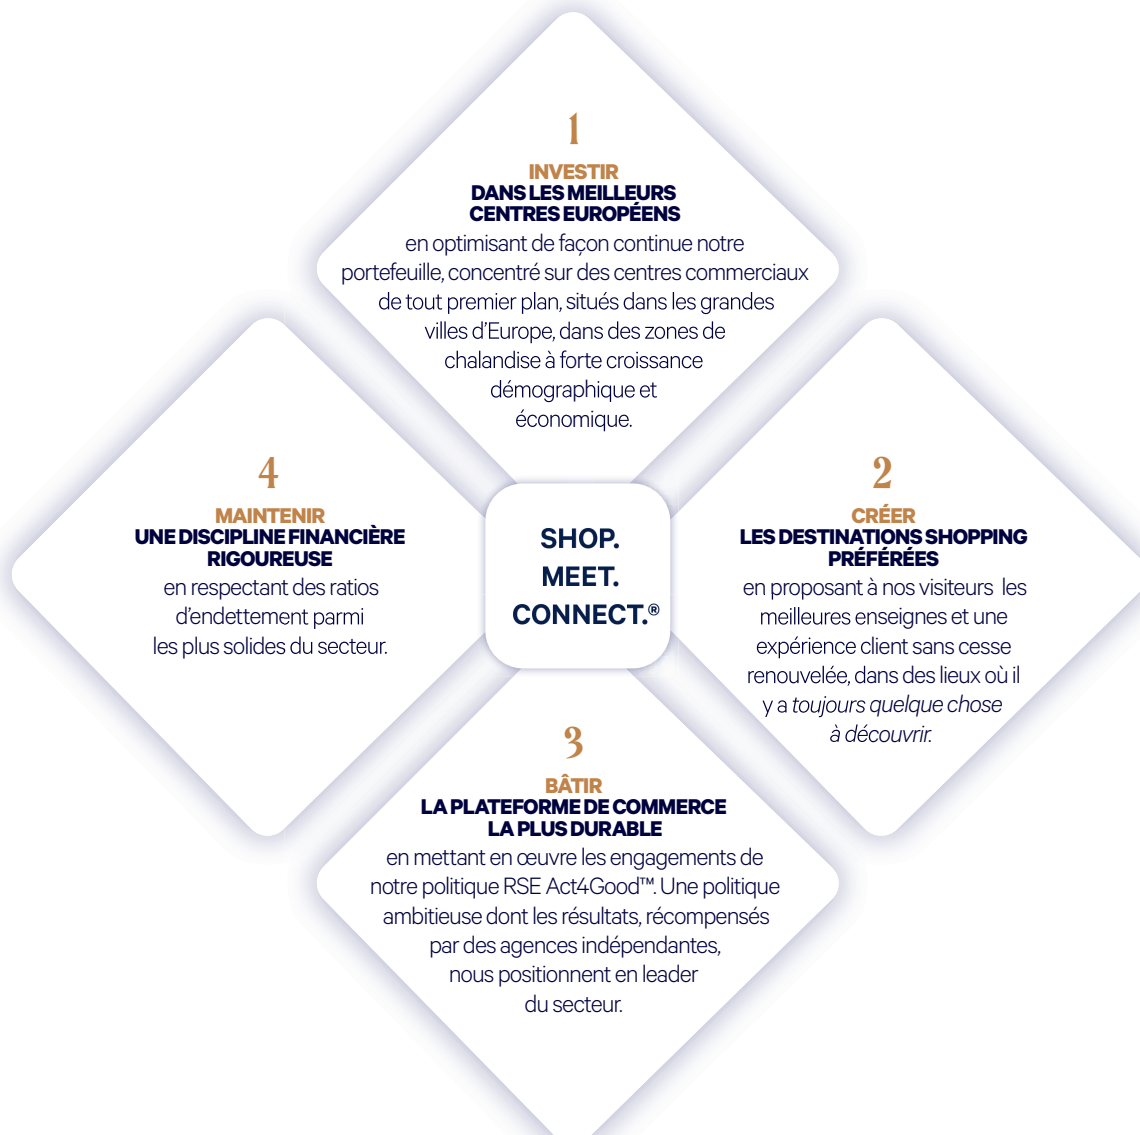 1
INVESTIR
DANS LES MEILLEURS
CENTRES EUROPÉENS
en optimisant de façon continue notre
portefeuille, concentré sur des centres commerciaux
de tout premier plan, situés dans les grandes
villes d'Europe, dans des zones de
chalandise à forte croissance
démographique et
économique.
2
CRÉER
LES DESTINATIONS SHOPPING
PRÉFÉRÉES
en proposant à nos visiteurs les
meilleures enseignes et une
expérience client sans cesse
renouvelée, dans des lieux où il
y a toujours quelque chose
à découvrir.
3
BÂTIR
LA PLATEFORME DE COMMERCE
LA PLUS DURABLE
en mettant en œuvre les engagements de
notre politique RSE Act4Good™. Une politique
ambitieuse dont les résultats, récompensés
par des agences indépendantes,
nous positionnent en leader
du secteur.
4
MAINTENIR
UNE DISCIPLINE FINANCIÈRE
RIGOUREUSE
en respectant des ratios
d'endettement parmi
les plus solides du secteur.
SHOP.
MEET.
CONNECT.®